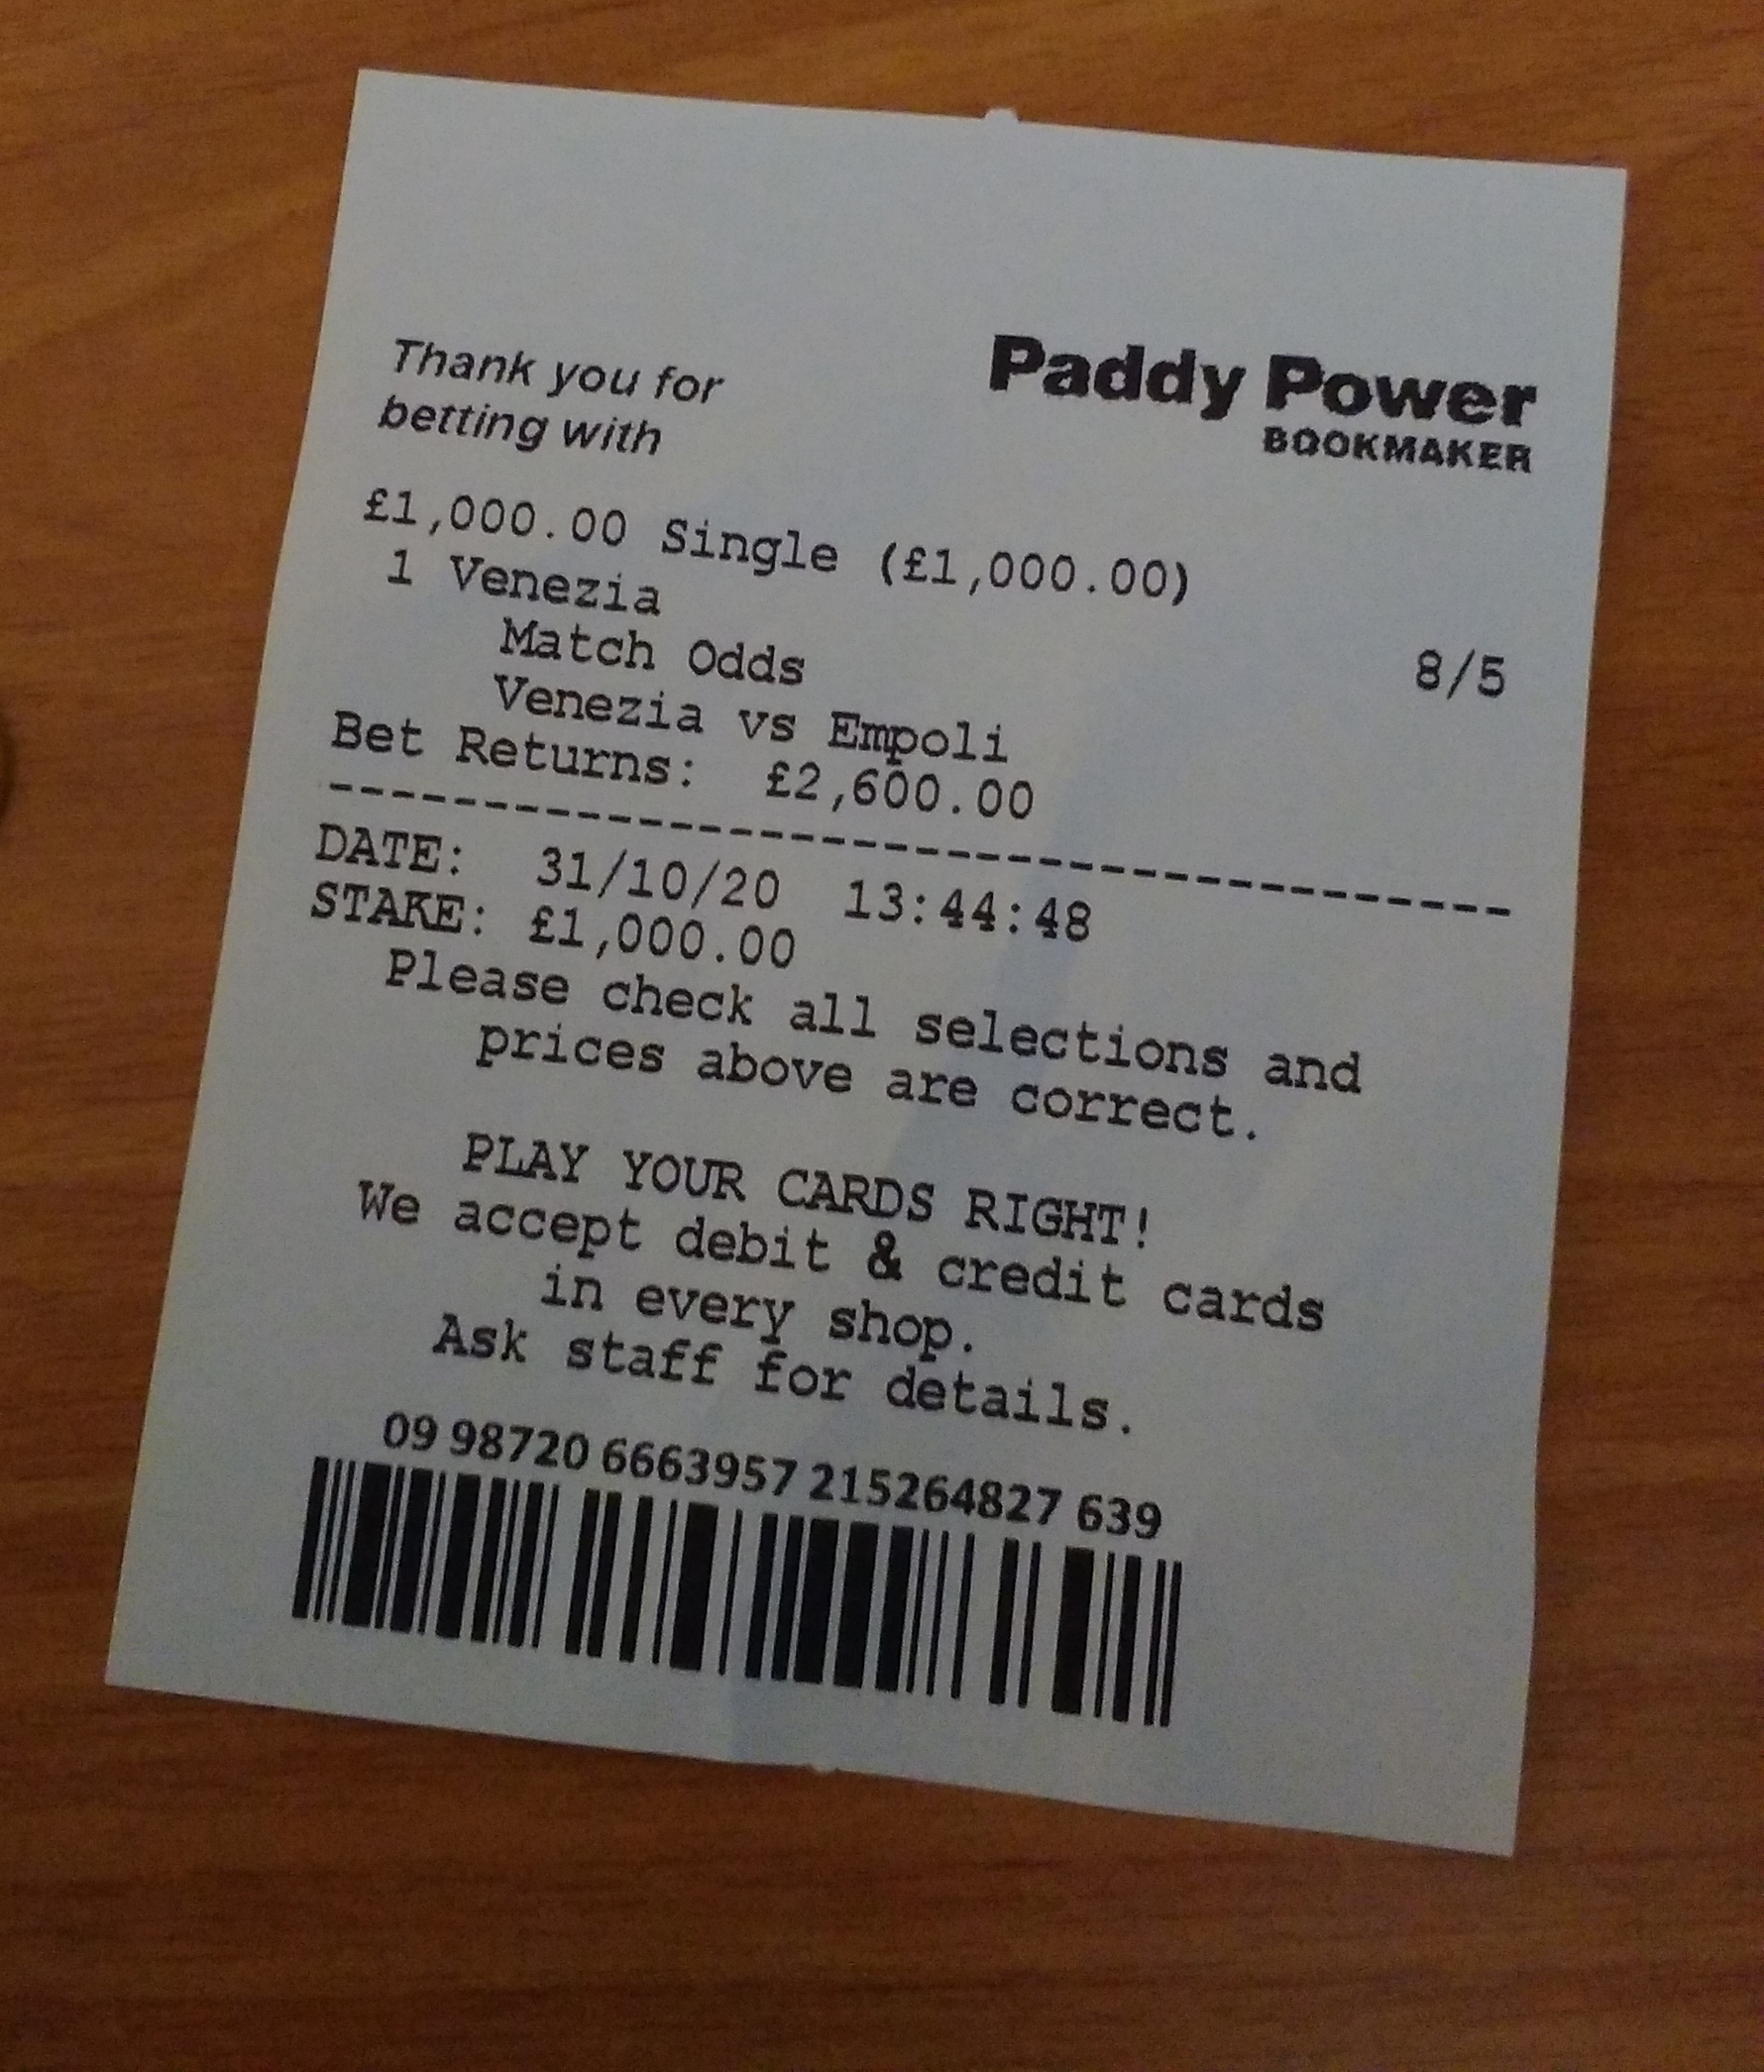 Thank you for
betting with
Paddy Power
BOOKMAKER
£1,000.00 Single (£1,000.00)
1 Venezia
Match Odds 8/5
Venezia vs Empoli
Bet Returns: £2,600.00
--------------------------------
DATE: 31/10/20 13:44:48
STAKE: £1,000.00
Please check all selections and
prices above are correct.
PLAY YOUR CARDS RIGHT!
We accept debit & credit cards
in every shop.
Ask staff for details.
09 98720 6663957 215264827 639